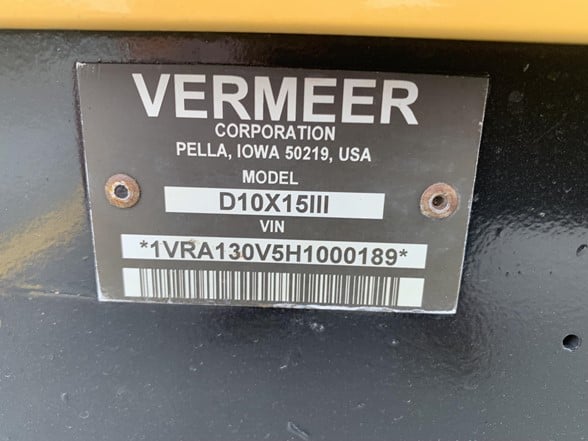 VERMEER
CORPORATION
PELLA, IOWA 50219, USA
MODEL
D10X15III
VIN
*1VRA130V5H1000189*